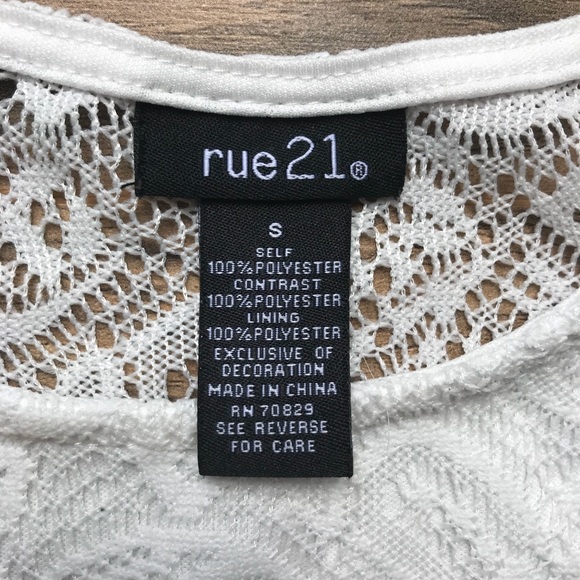 rue21®
S
SELF
100%POLYESTER
CONTRAST
100%POLYESTER
LINING
100%POLYESTER
EXCLUSIVE OF
DECORATION
MADE IN CHINA
RN 70829
SEE REVERSE
FOR CARE